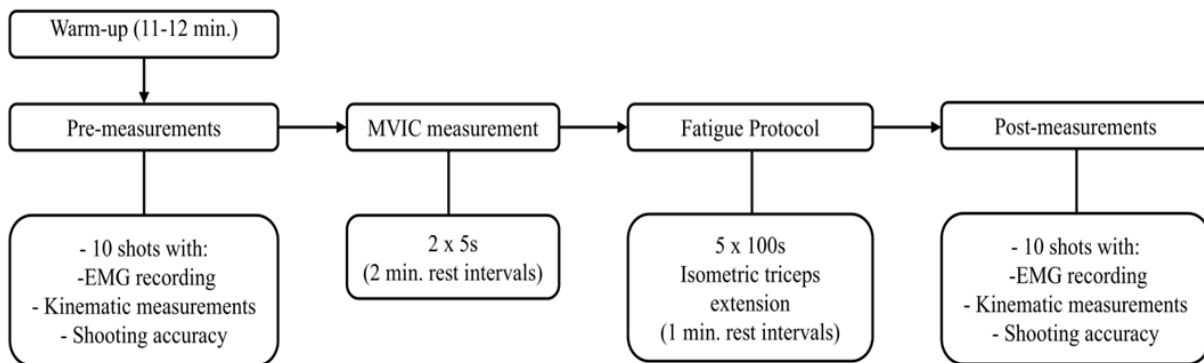 Warm-up (11-12 min.)
Pre-measurements
MVIC measurement
Fatigue Protocol
Post-measurements
- 10 shots with:
-EMG recording
- Kinematic measurements
- Shooting accuracy
2 x 5s
(2 min. rest intervals)
5 x 100s
Isometric triceps
extension
(1 min. rest intervals)
- 10 shots with:
-EMG recording
- Kinematic measurements
- Shooting accuracy